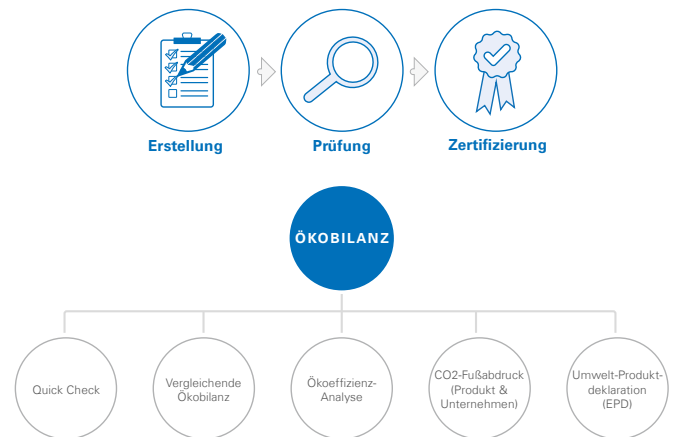 Erstellung
Prüfung
Zertifizierung
ÖKOBILANZ
Quick Check
Vergleichende
Ökobilanz
Ökoeffizienz-
Analyse
CO2-Fußabdruck
(Produkt &
Unternehmen)
Umwelt-Produkt-
deklaration
(EPD)